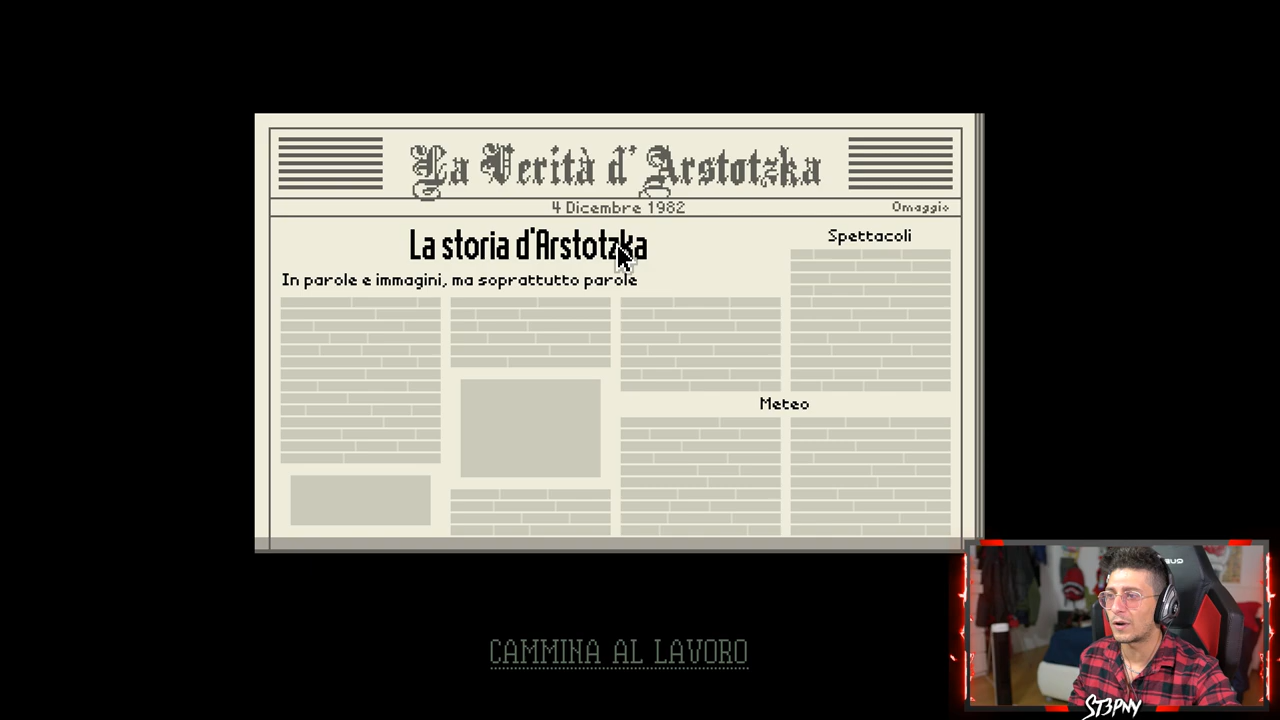 La Verità d'Arstotzka
4 Dicembre 1982
Omaggio
La storia d'Arstotzka
In parole e immagini, ma soprattutto parole
Spettacoli
Meteo
CAMMINA AL LAVORO
ST3PNY